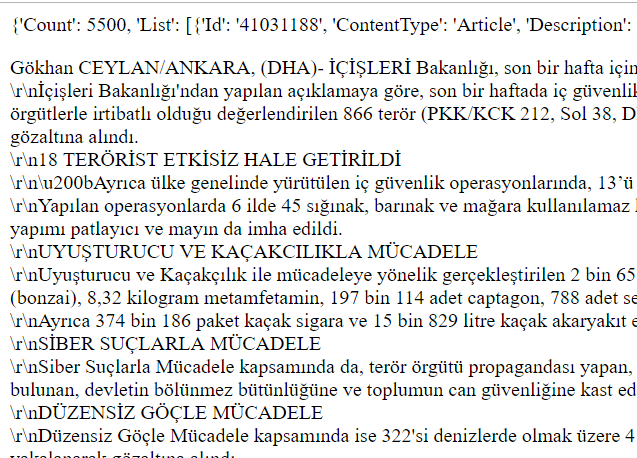 {'Count': 5500, 'List': [{'Id': '41031188', 'ContentType': 'Article', 'Description':
Gökhan CEYLAN/ANKARA, (DHA)- İÇİŞLERİ Bakanlığı, son bir hafta için
\r\nİçişleri Bakanlığı'ndan yapılan açıklamaya göre, son bir haftada iç güvenlik
örgütlerle irtibatlı olduğu değerlendirilen 866 terör (PKK/KCK 212, Sol 38, D
gözaltına alındı.
\r\n18 TERÖRİST ETKİSİZ HALE GETİRİLDİ
\r\n\u200bAyrıca ülke genelinde yürütülen iç güvenlik operasyonlarında, 13’ü
\r\nYapılan operasyonlarda 6 ilde 45 sığınak, barınak ve mağara kullanılamaz
yapımı patlayıcı ve mayın da imha edildi.
\r\nUYUŞTURUCU VE KAÇAKCILIKLA MÜCADELE
\r\nUyuşturucu ve Kaçakçılık ile mücadeleye yönelik gerçekleştirilen 2 bin 65
(bonzai), 8,32 kilogram metamfetamin, 197 bin 114 adet captagon, 788 adet se
\r\nAyrıca 374 bin 186 paket kaçak sigara ve 15 bin 829 litre kaçak akaryakıt e
\r\nSİBER SUÇLARLA MÜCADELE
\r\nSiber Suçlarla Mücadele kapsamında da, terör örgütü propagandası yapan,
bulunan, devletin bölünmez bütünlüğüne ve toplumun can güvenliğine kast ed
\r\nDÜZENSİZ GÖÇLE MÜCADELE
\r\nDüzensiz Göçle Mücadele kapsamında ise 322'si denizlerde olmak üzere 4
yakalanarak gözaltına alındı.